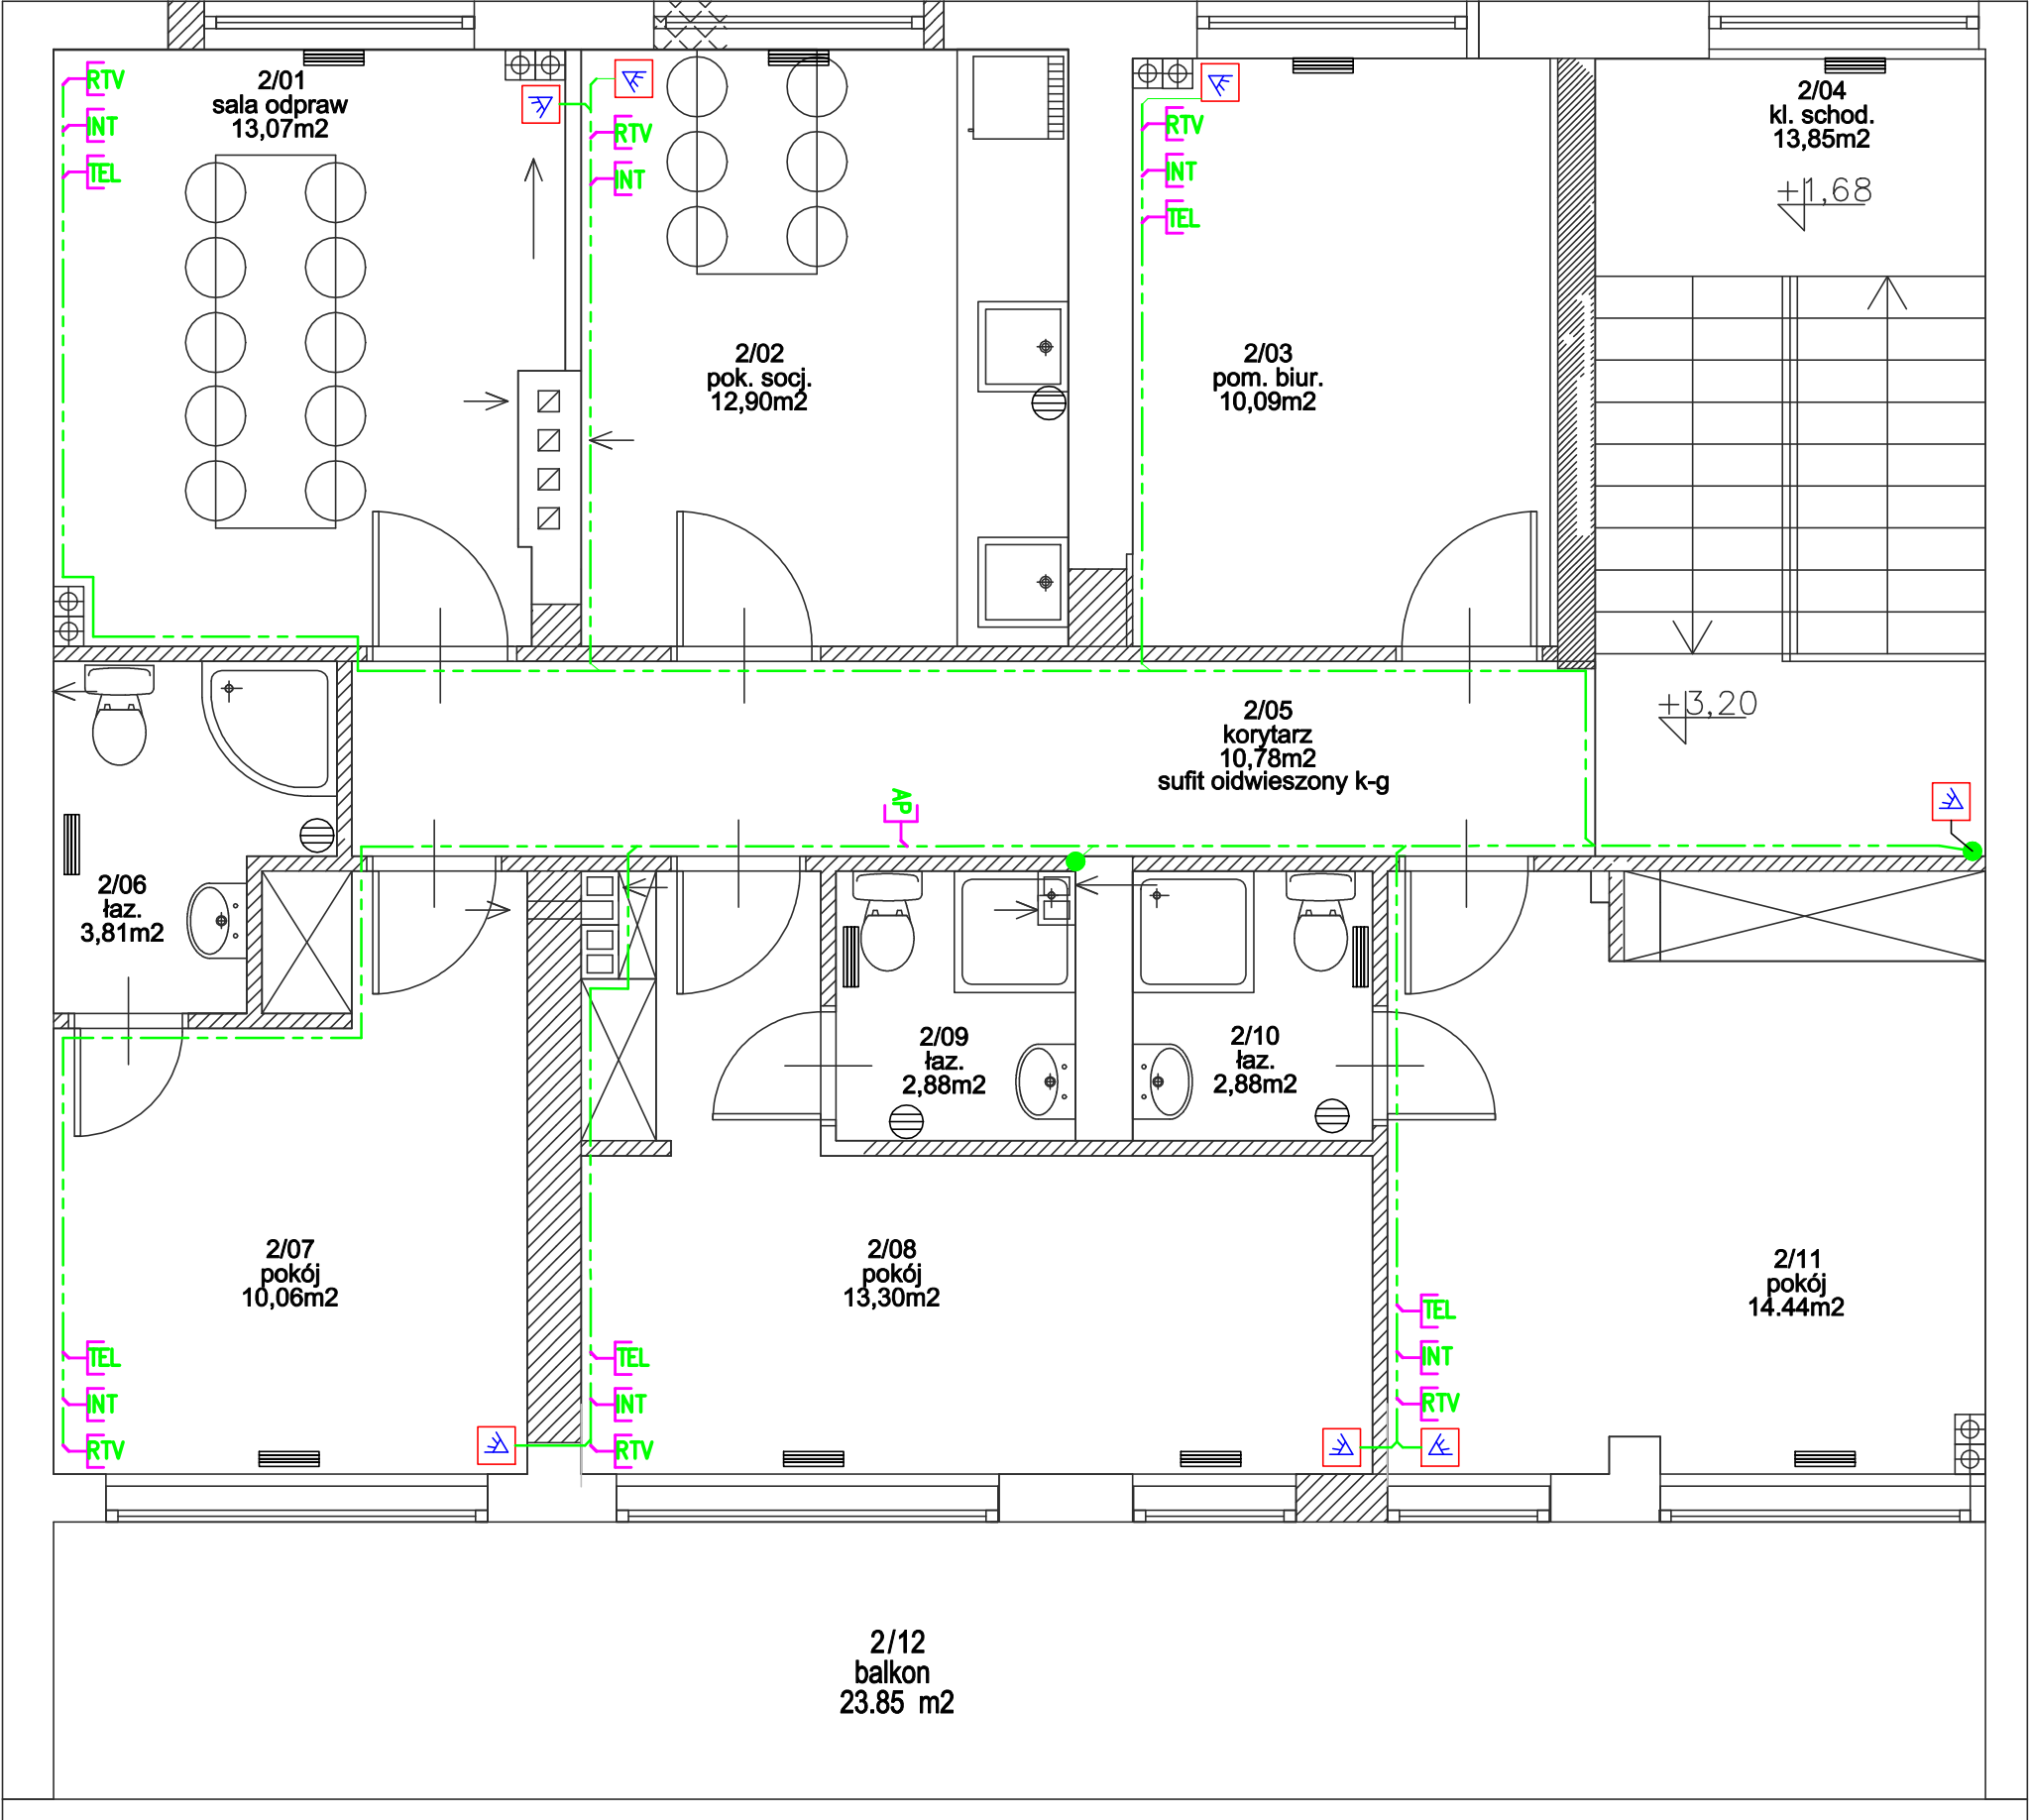 RTV
INT
TEL
2/01
sala odpraw
13,07m2
RTV
INT
RTV
INT
TEL
2/04
kl. schod.
13,85m2
+1,68
2/02
pok. socj.
12,90m2
2/03
pom. biur.
10,09m2
2/05
korytarz
10,78m2
sufit oidwieszony k-g
+3,20
AP
2/06
łaz.
3,81m2
2/09
łaz.
2,88m2
2/10
łaz.
2,88m2
2/07
pokój
10,06m2
2/08
pokój
13,30m2
2/11
pokój
14.44m2
TEL
INT
RTV
TEL
INT
RTV
TEL
INT
RTV
2/12
balkon
23.85 m2